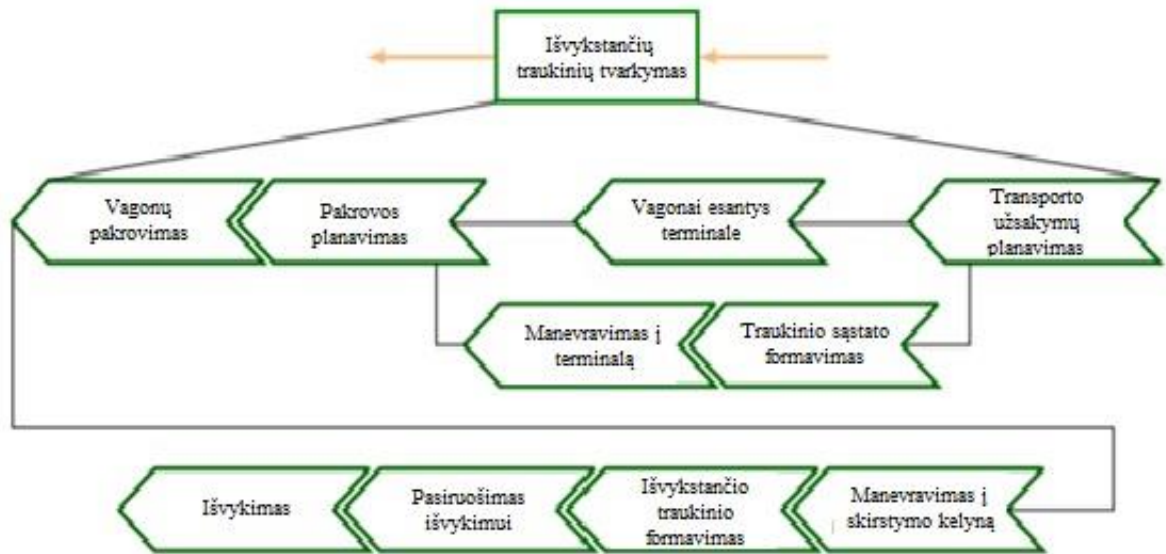 Išvykstančių
traukinių tvarkymas
Vagonų
pakrovimas
Pakrovos
planavimas
Vagonai esantys
terminale
Transporto
užsakymų
planavimas
Manevravimas į
terminalą
Traukinio sąstato
formavimas
Išvykimas
Pasiruošimas
išvykimui
Išvykstančio
traukinio
formavimas
Manevravimas į
skirstymo kelyną